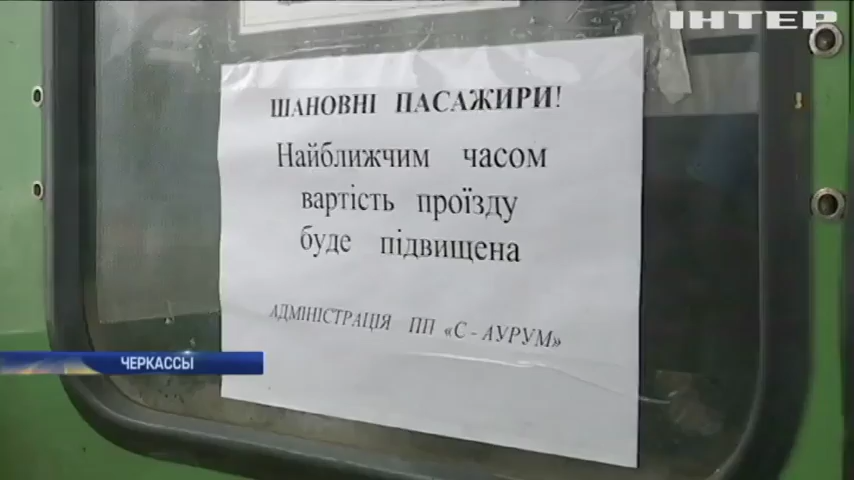 ІНТЕР
ШАНОВНІ ПАСАЖИРИ!
Найближчим часом
вартість проїзду
буде підвищена
АДМІНІСТРАЦІЯ ПП «С - АУРУМ»
ЧЕРКАССЫ